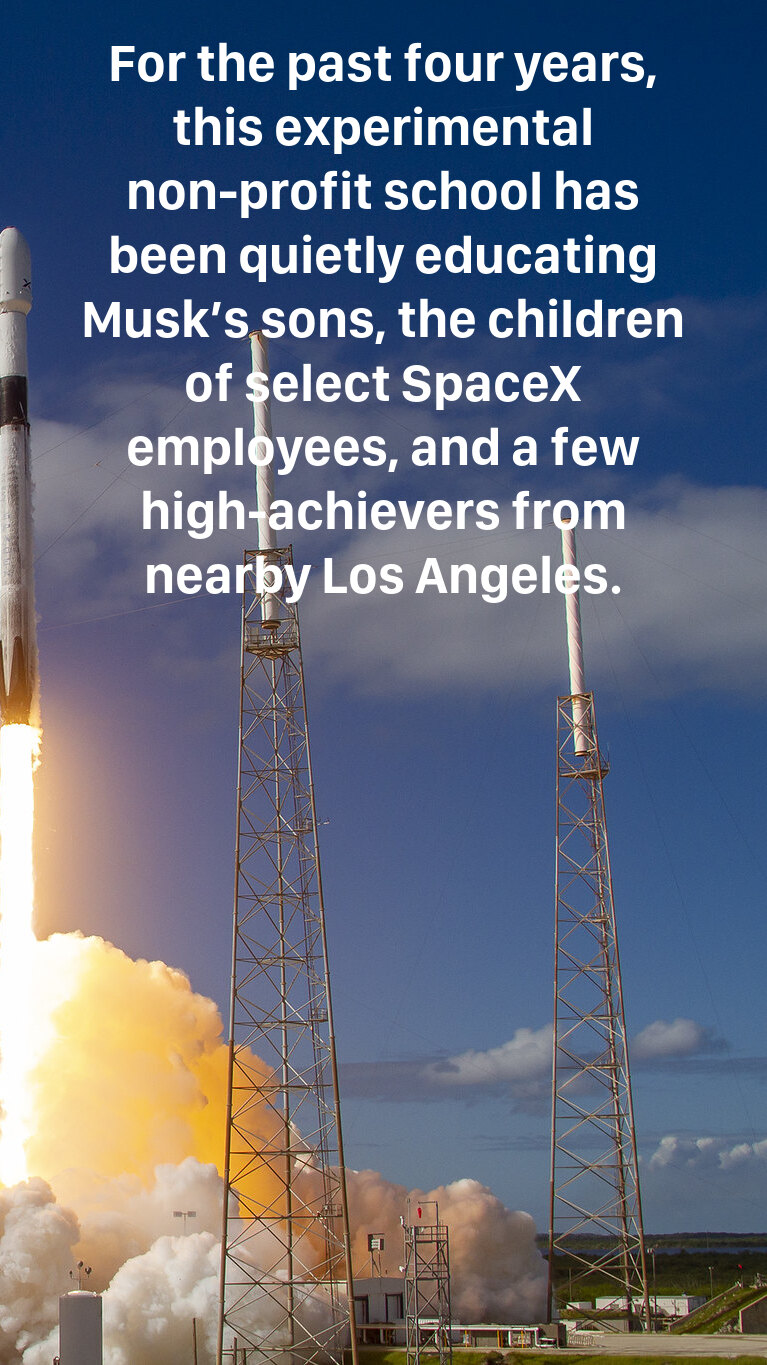 For the past four years,
this experimental
non-profit school has
been quietly educating
Musk’s sons, the children
of select SpaceX
employees, and a few
high-achievers from
nearby Los Angeles.